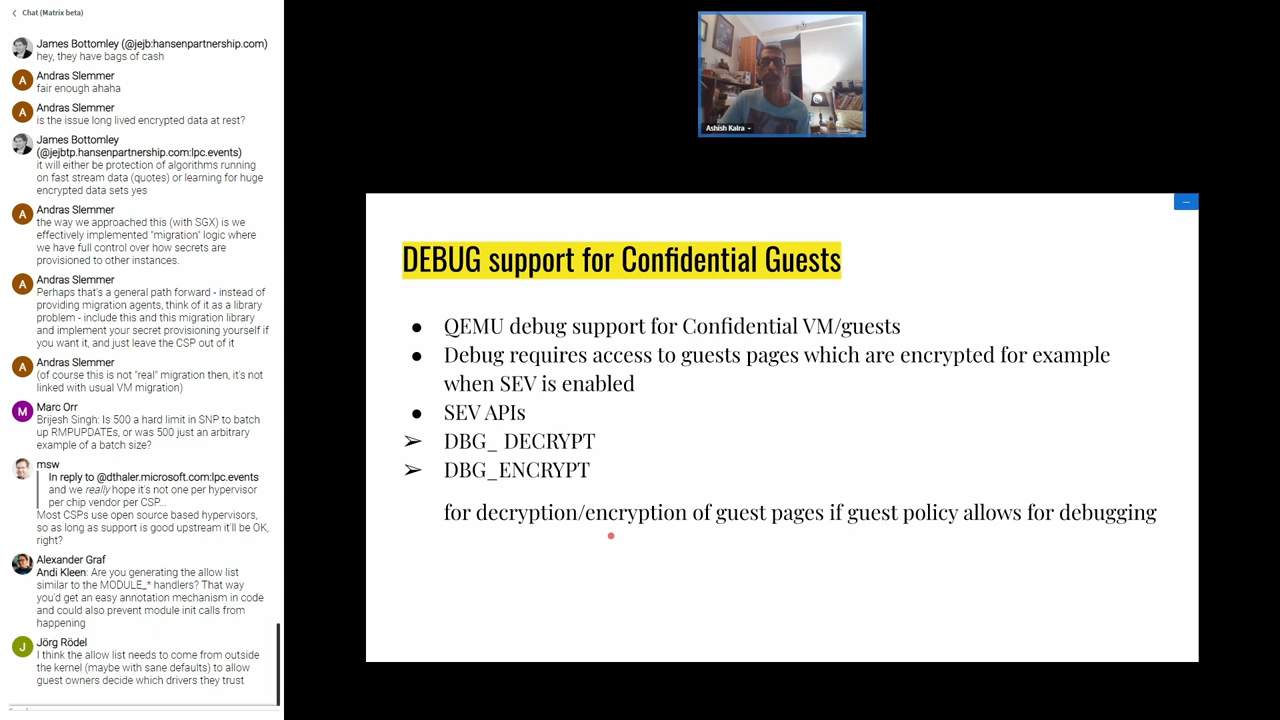 Chat (Matrix beta)
James Bottomley (@jejb:hansenpartnership.com)
hey, they have bags of cash
Andras Slemmer
fair enough ahaha
Andras Slemmer
is the issue long lived encrypted data at rest?
James Bottomley
(@jejbtp.hansenpartnership.com:lpc.events)
it will either be protection of algorithms running
on fast stream data (quotes) or learning for huge
encrypted data sets yes
Andras Slemmer
the way we approached this (with SGX) is we
effectively implemented "migration" logic where
we have full control over how secrets are
provisioned to other instances.
Andras Slemmer
Perhaps that's a general path forward - instead of
providing migration agents, think of it as a library
problem - include this and this migration library
and implement your secret provisioning yourself if
you want it, and just leave the CSP out of it
Andras Slemmer
(of course this is not "real" migration then, it's not
linked with usual VM migration)
Marc Orr
Brijesh Singh: Is 500 a hard limit in SNP to batch
up RMPUPDATEs, or was 500 just an arbitrary
example of a batch size?
msw
In reply to @dthaler.microsoft.com:lpc.events
and we really hope it's not one per hypervisor
per chip vendor per CSP...
Most CSPs use open source based hypervisors,
so as long as support is good upstream it'll be OK,
right?
Alexander Graf
Andi Kleen: Are you generating the allow list
similar to the MODULE_* handlers? That way
you'd get an easy annotation mechanism in code
and could also prevent module init calls from
happening
Jörg Rödel
I think the allow list needs to come from outside
the kernel (maybe with sane defaults) to allow
guest owners decide which drivers they trust
Ashish Kalra
DEBUG support for Confidential Guests
● QEMU debug support for Confidential VM/guests
● Debug requires access to guests pages which are encrypted for example
when SEV is enabled
● SEV APIs
➢ DBG_ DECRYPT
➢ DBG_ENCRYPT
for decryption/encryption of guest pages if guest policy allows for debugging